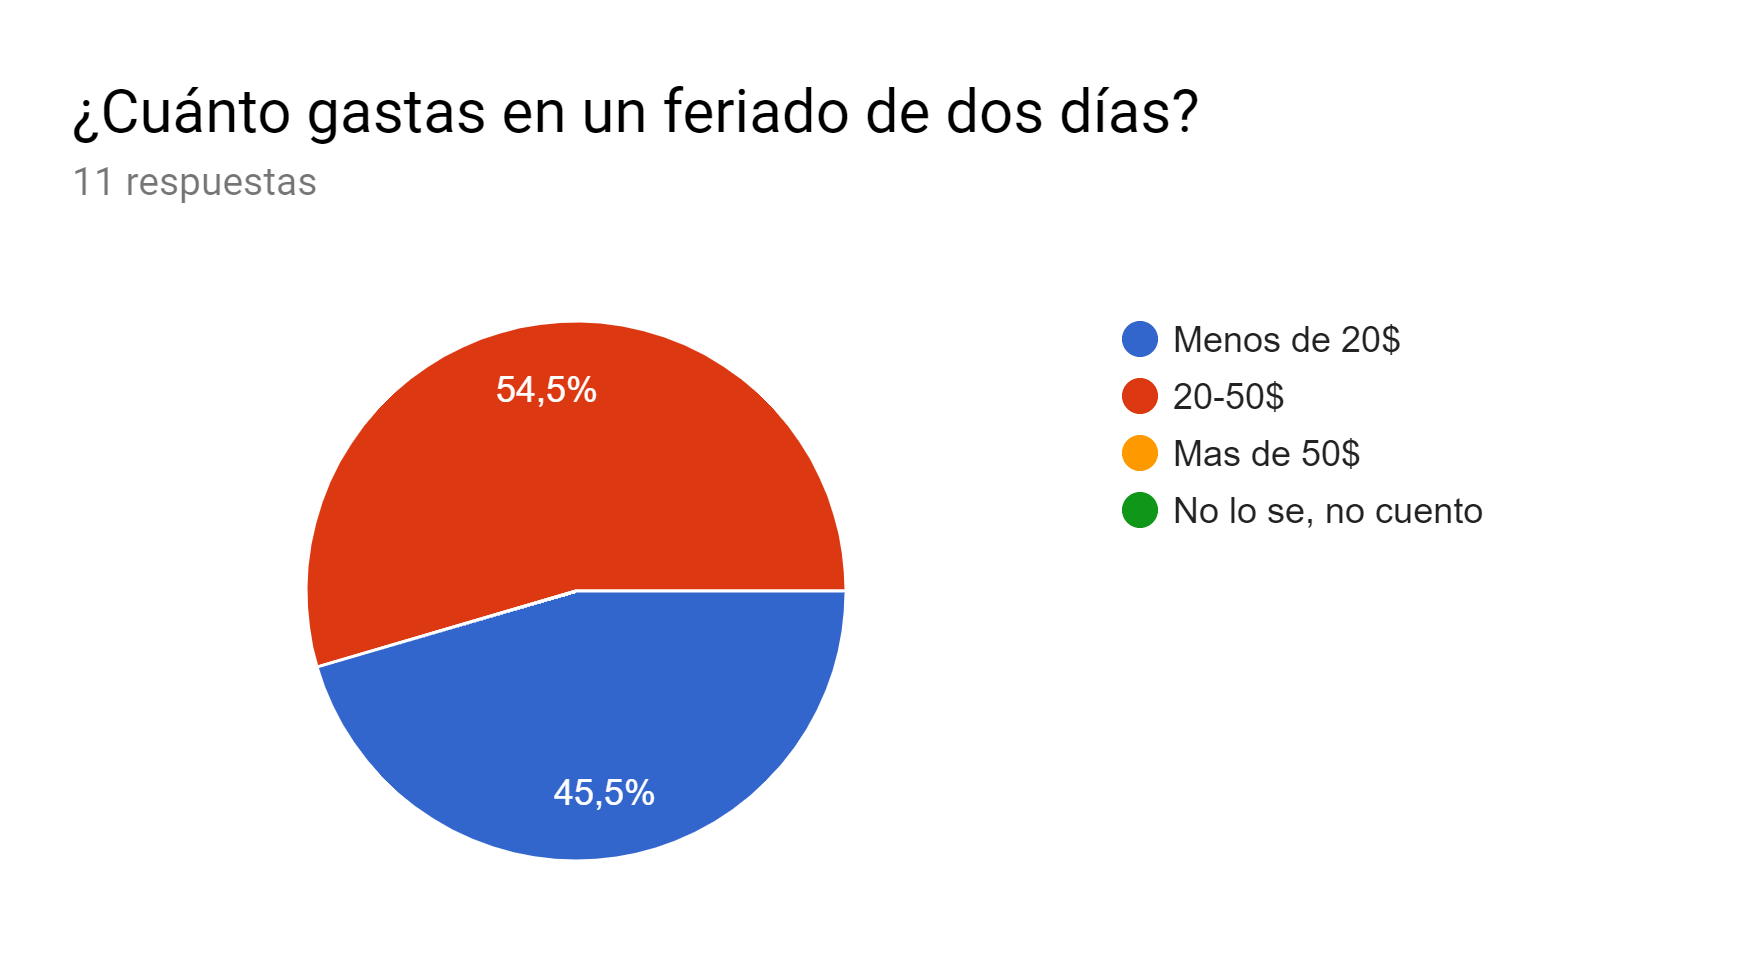 ¿Cuánto gastas en un feriado de dos días?
11 respuestas
54,5%
45,5%
Menos de 20$
20-50$
Mas de 50$
No lo se, no cuento